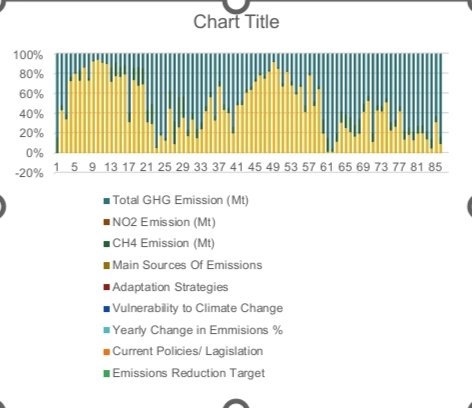 Chart Title
100%
80%
60%
40%
20%
0%
-20%
1 5 9 13 17 21 25 29 33 37 41 45 49 53 57 61 65 69 73 77 81 85
Total GHG Emission (Mt)
NO2 Emission (Mt)
CH4 Emission (Mt)
Main Sources Of Emissions
Adaptation Strategies
Vulnerability to Climate Change
Yearly Change in Emmisions %
Current Policies/ Lagislation
Emissions Reduction Target